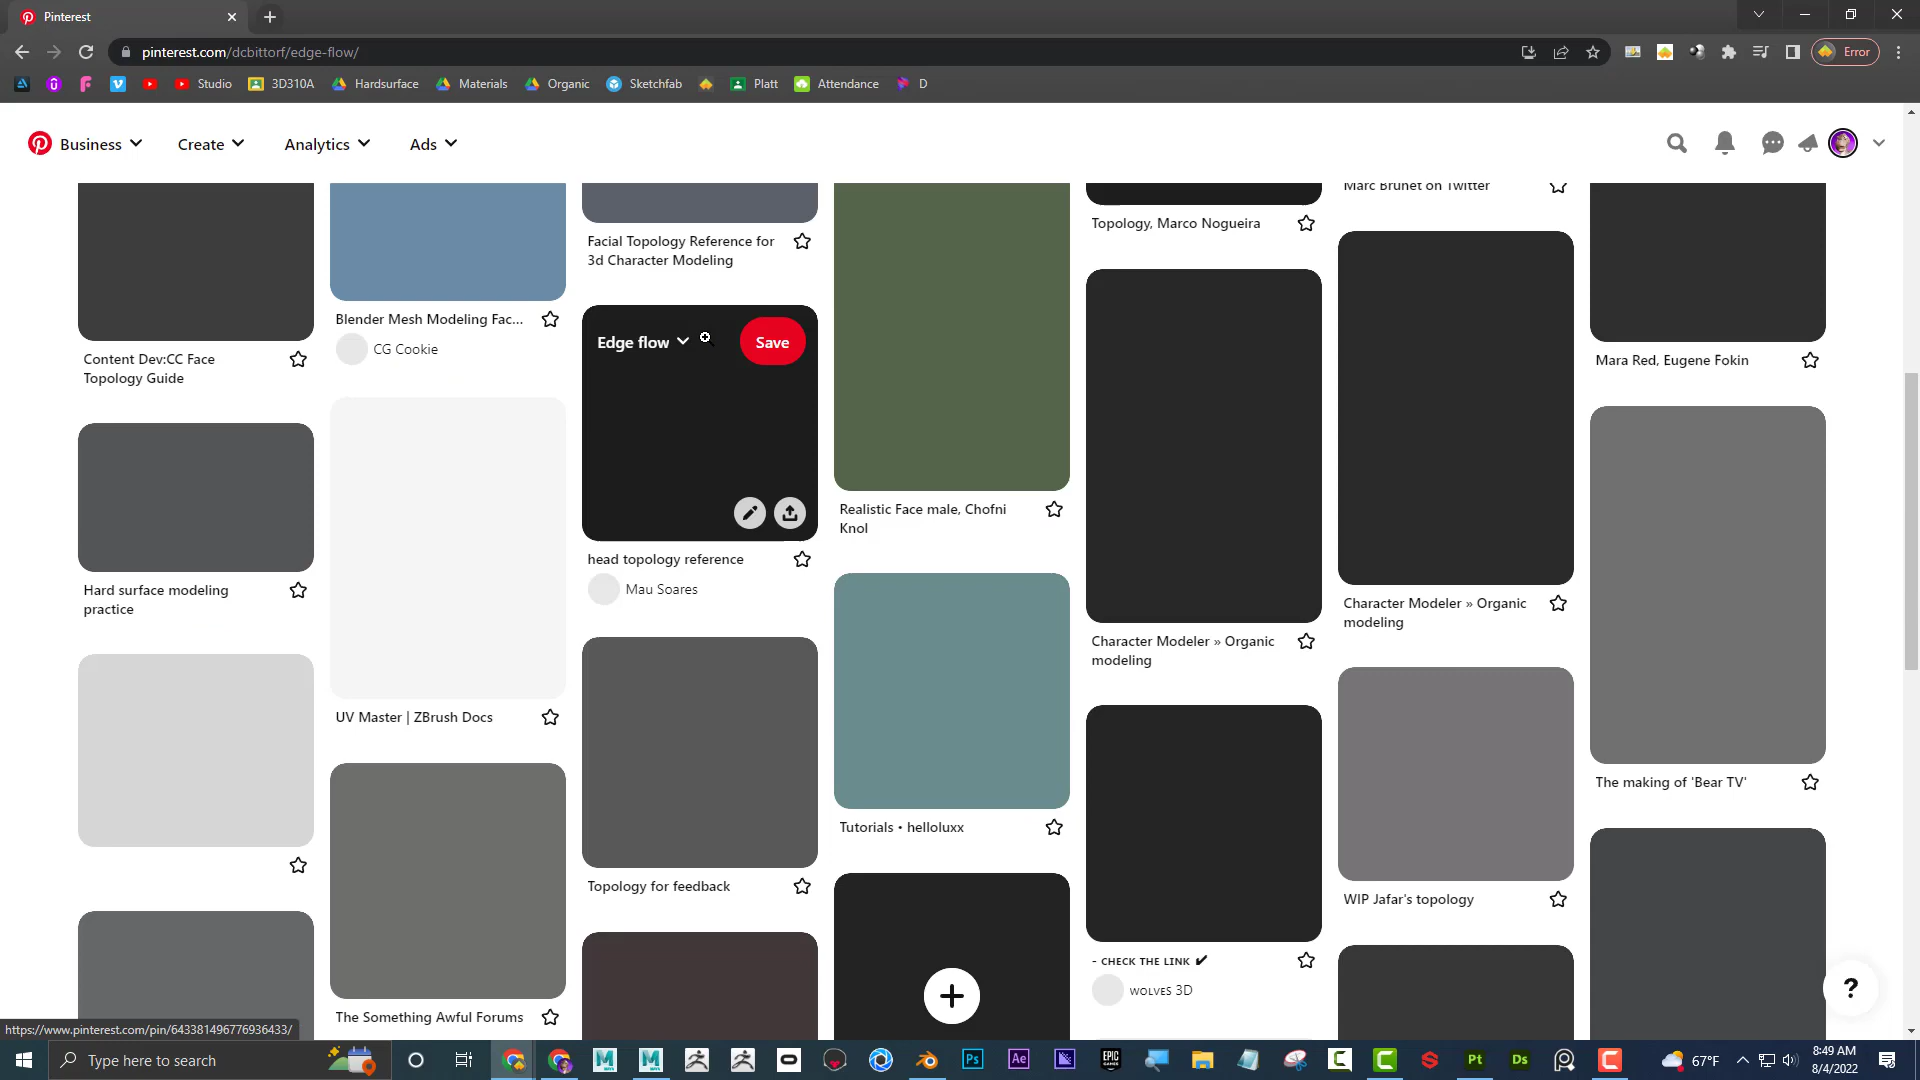 Pinterest
pinterest.com/dcbittorf/edge-flow/
Error
Studio
3D310A
Hardsurface
Materials
Organic
Sketchfab
Platt
Attendance
D
Business
Create
Analytics
Ads
Marc Brunet on Twitter
Topology, Marco Nogueira
Facial Topology Reference for
3d Character Modeling
Blender Mesh Modeling Fac...
CG Cookie
Edge flow
Save
Content Dev:CC Face
Topology Guide
Mara Red, Eugene Fokin
Realistic Face male, Chofni
Knol
head topology reference
Mau Soares
Hard surface modeling
practice
Character Modeler » Organic
modeling
Character Modeler » Organic
modeling
UV Master | ZBrush Docs
The making of 'Bear TV'
Tutorials • helloluxx
Topology for feedback
WIP Jafar's topology
- CHECK THE LINK ✔
WOLVES 3D
The Something Awful Forums
?
https://www.pinterest.com/pin/643381496776936433/
Type here to search
Ps
Ae
EPIC
GAMES
Pt
Ds
67°F
8:49 AM
8/4/2022